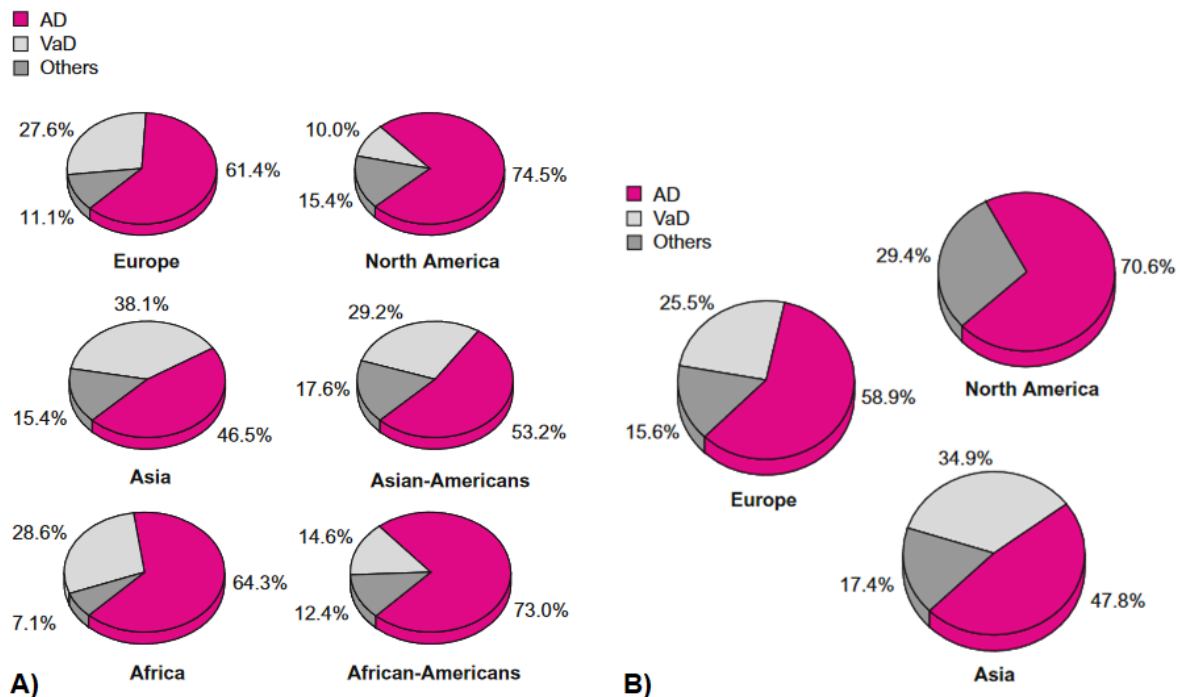 AD
VaD
Others
27.6%
61.4%
11.1%
Europe
10.0%
74.5%
15.4%
North America
38.1%
15.4%
46.5%
Asia
29.2%
17.6%
53.2%
Asian-Americans
28.6%
64.3%
7.1%
Africa
14.6%
12.4%
73.0%
African-Americans
A)
AD
VaD
Others
29.4%
70.6%
North America
25.5%
58.9%
15.6%
Europe
34.9%
17.4%
47.8%
Asia
B)